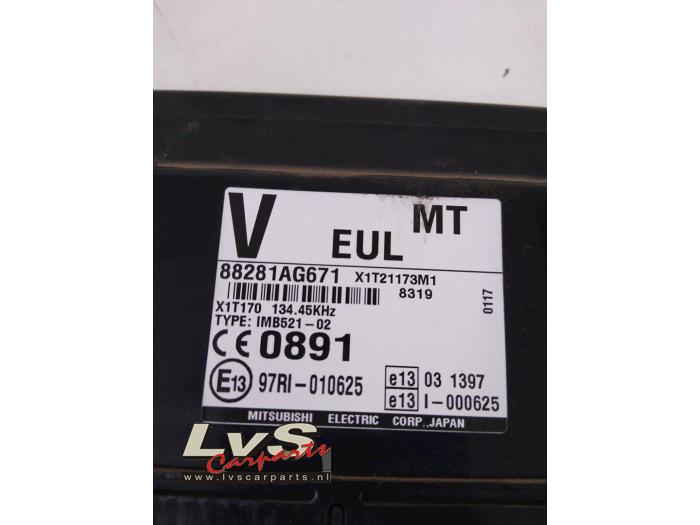 V EUL MT
88281AG671 X1T21173M1
8319
0117
X1T170 134.45KHz
TYPE: IMB521-02
CE 0891
E13 97RI-010625
e13 03 1397
e13 I-000625
MITSUBISHI ELECTRIC CORP., JAPAN
LvS
Carparts
www.lvscarparts.nl